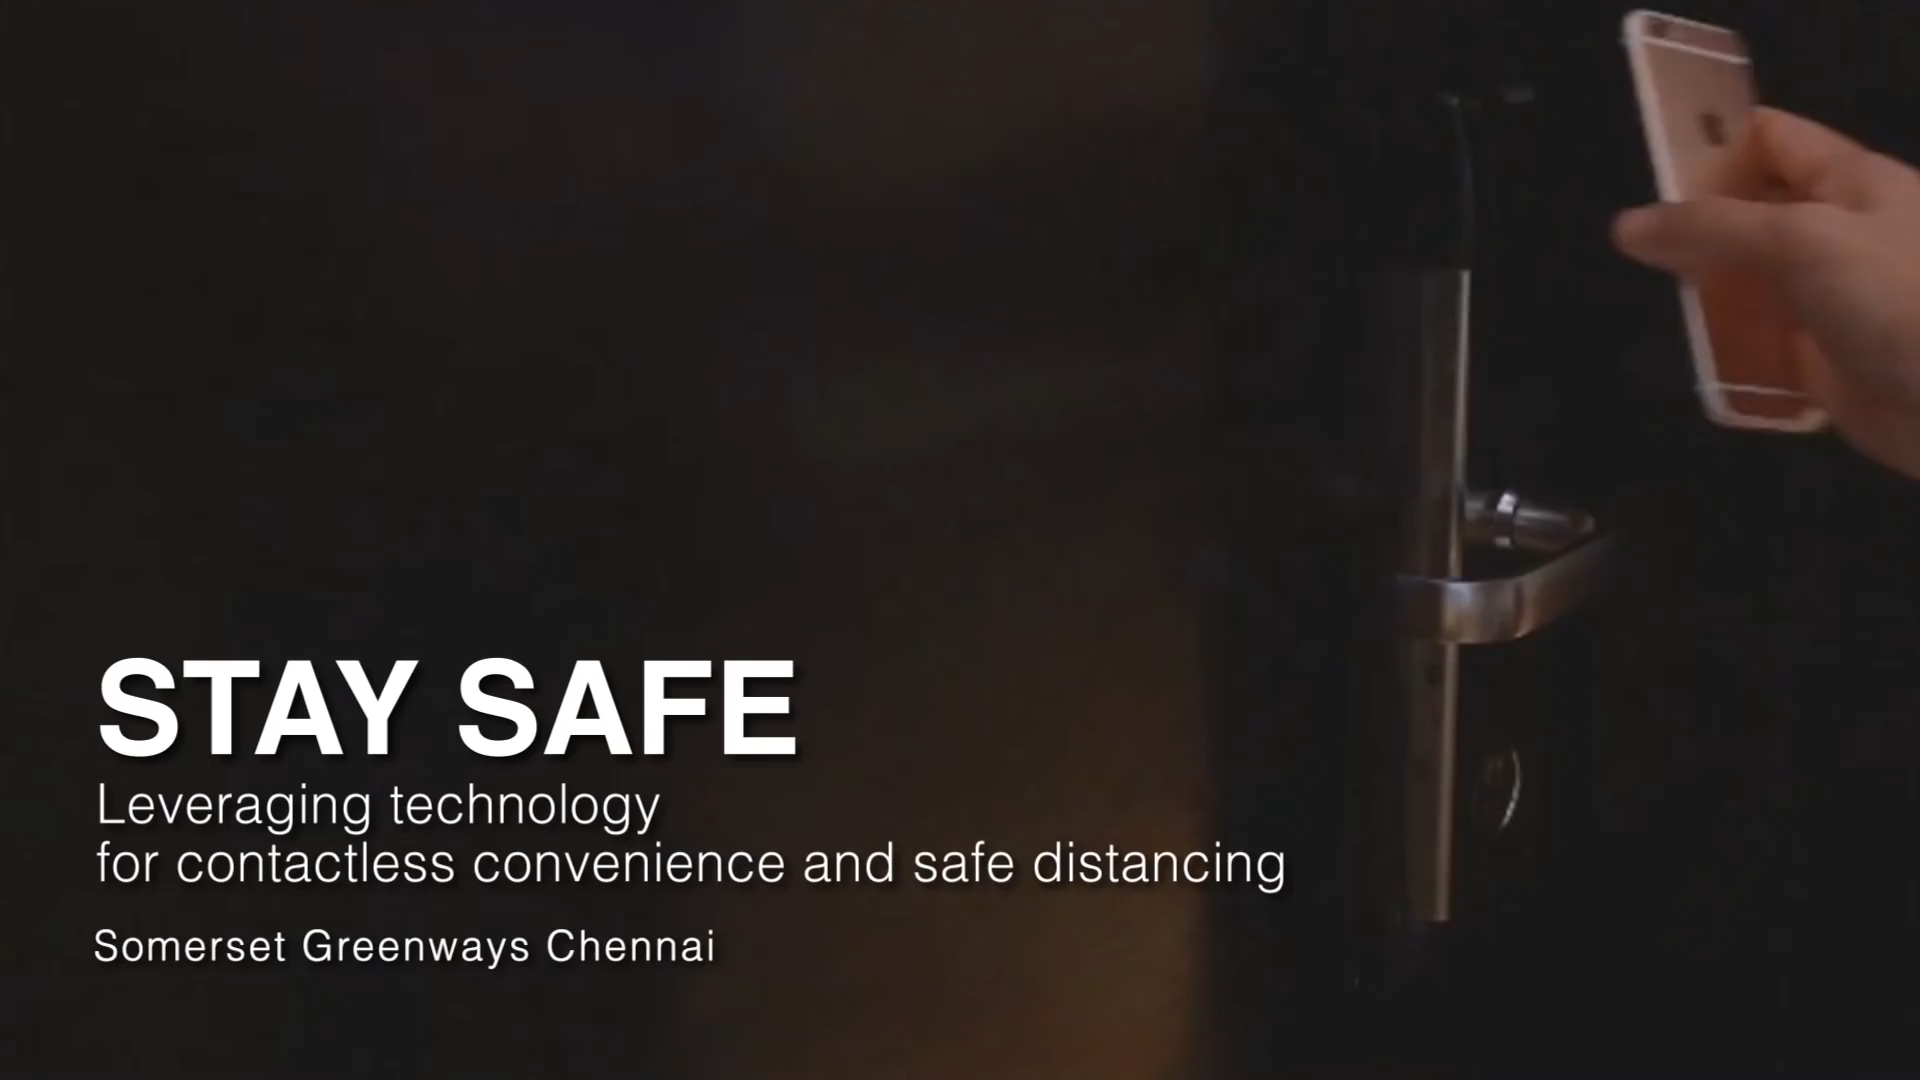 STAY SAFE
Leveraging technology
for contactless convenience and safe distancing
Somerset Greenways Chennai